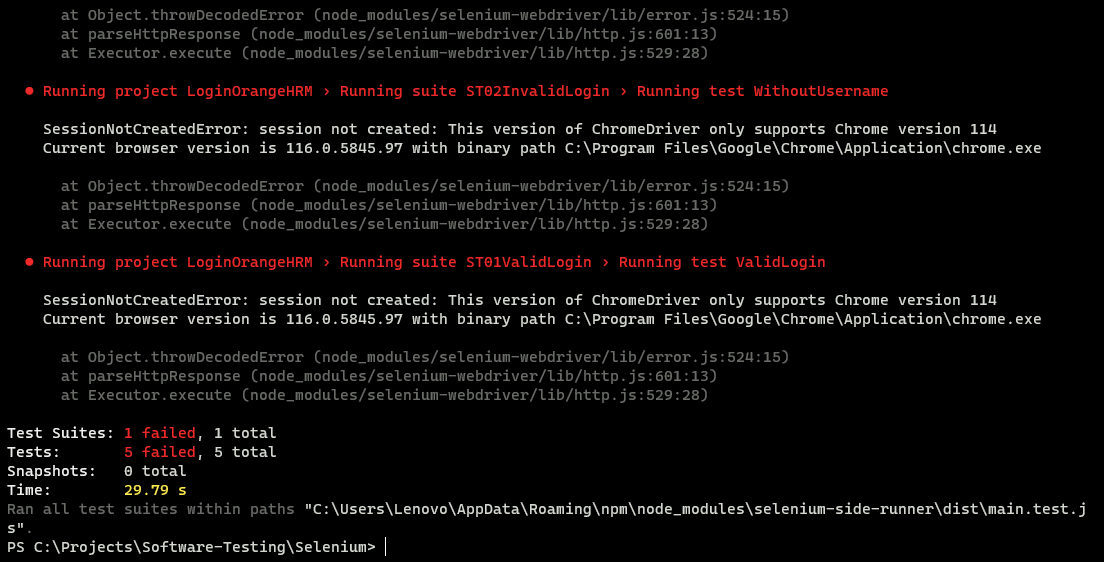 at Object.throwDecodedError (node_modules/selenium-webdriver/lib/error.js:524:15)
at parseHttpResponse (node_modules/selenium-webdriver/lib/http.js:601:13)
at Executor.execute (node_modules/selenium-webdriver/lib/http.js:529:28)
● Running project LoginOrangeHRM › Running suite ST02InvalidLogin › Running test WithoutUsername
SessionNotCreatedError: session not created: This version of ChromeDriver only supports Chrome version 114
Current browser version is 116.0.5845.97 with binary path C:\Program Files\Google\Chrome\Application\chrome.exe
at Object.throwDecodedError (node_modules/selenium-webdriver/lib/error.js:524:15)
at parseHttpResponse (node_modules/selenium-webdriver/lib/http.js:601:13)
at Executor.execute (node_modules/selenium-webdriver/lib/http.js:529:28)
● Running project LoginOrangeHRM › Running suite ST01ValidLogin › Running test ValidLogin
SessionNotCreatedError: session not created: This version of ChromeDriver only supports Chrome version 114
Current browser version is 116.0.5845.97 with binary path C:\Program Files\Google\Chrome\Application\chrome.exe
at Object.throwDecodedError (node_modules/selenium-webdriver/lib/error.js:524:15)
at parseHttpResponse (node_modules/selenium-webdriver/lib/http.js:601:13)
at Executor.execute (node_modules/selenium-webdriver/lib/http.js:529:28)
Test Suites: 1 failed, 1 total
Tests:       5 failed, 5 total
Snapshots:   0 total
Time:        29.79 s
Ran all test suites within paths "C:\Users\Lenovo\AppData\Roaming\npm\node_modules\selenium-side-runner\dist\main.test.j
s".
PS C:\Projects\Software-Testing\Selenium>